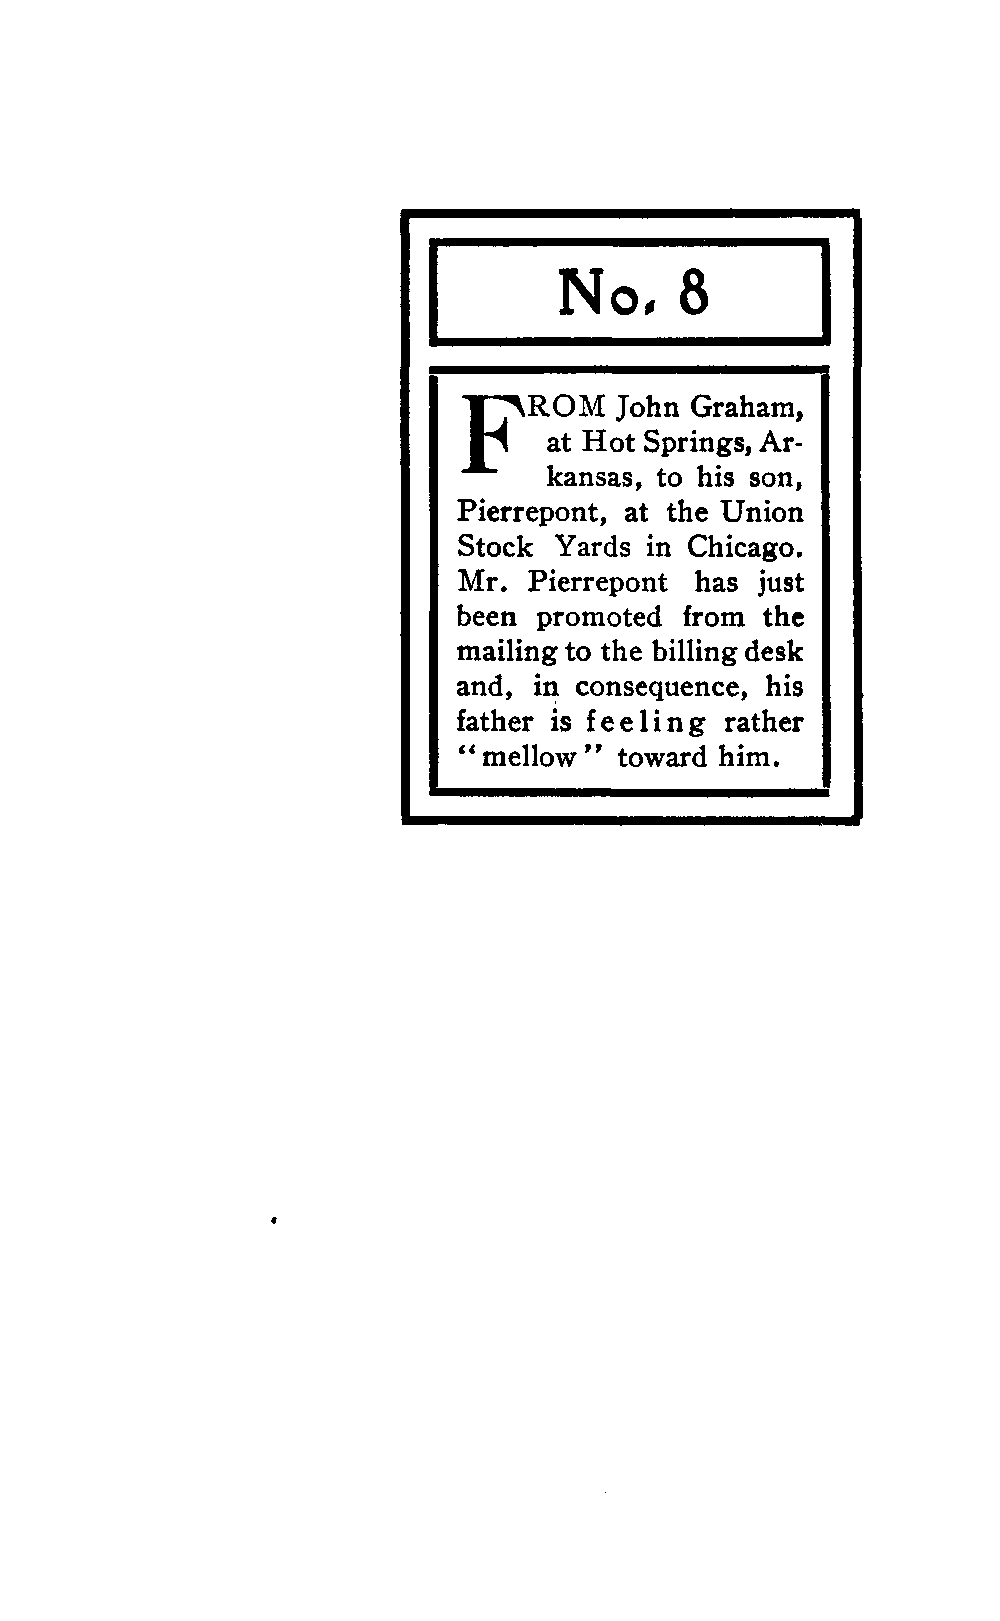 No. 8
FROM John Graham,
at Hot Springs, Ar-
kansas, to his son,
Pierrepont, at the Union
Stock Yards in Chicago.
Mr. Pierrepont has just
been promoted from the
mailing to the billing desk
and, in consequence, his
father is feeling rather
“mellow” toward him.